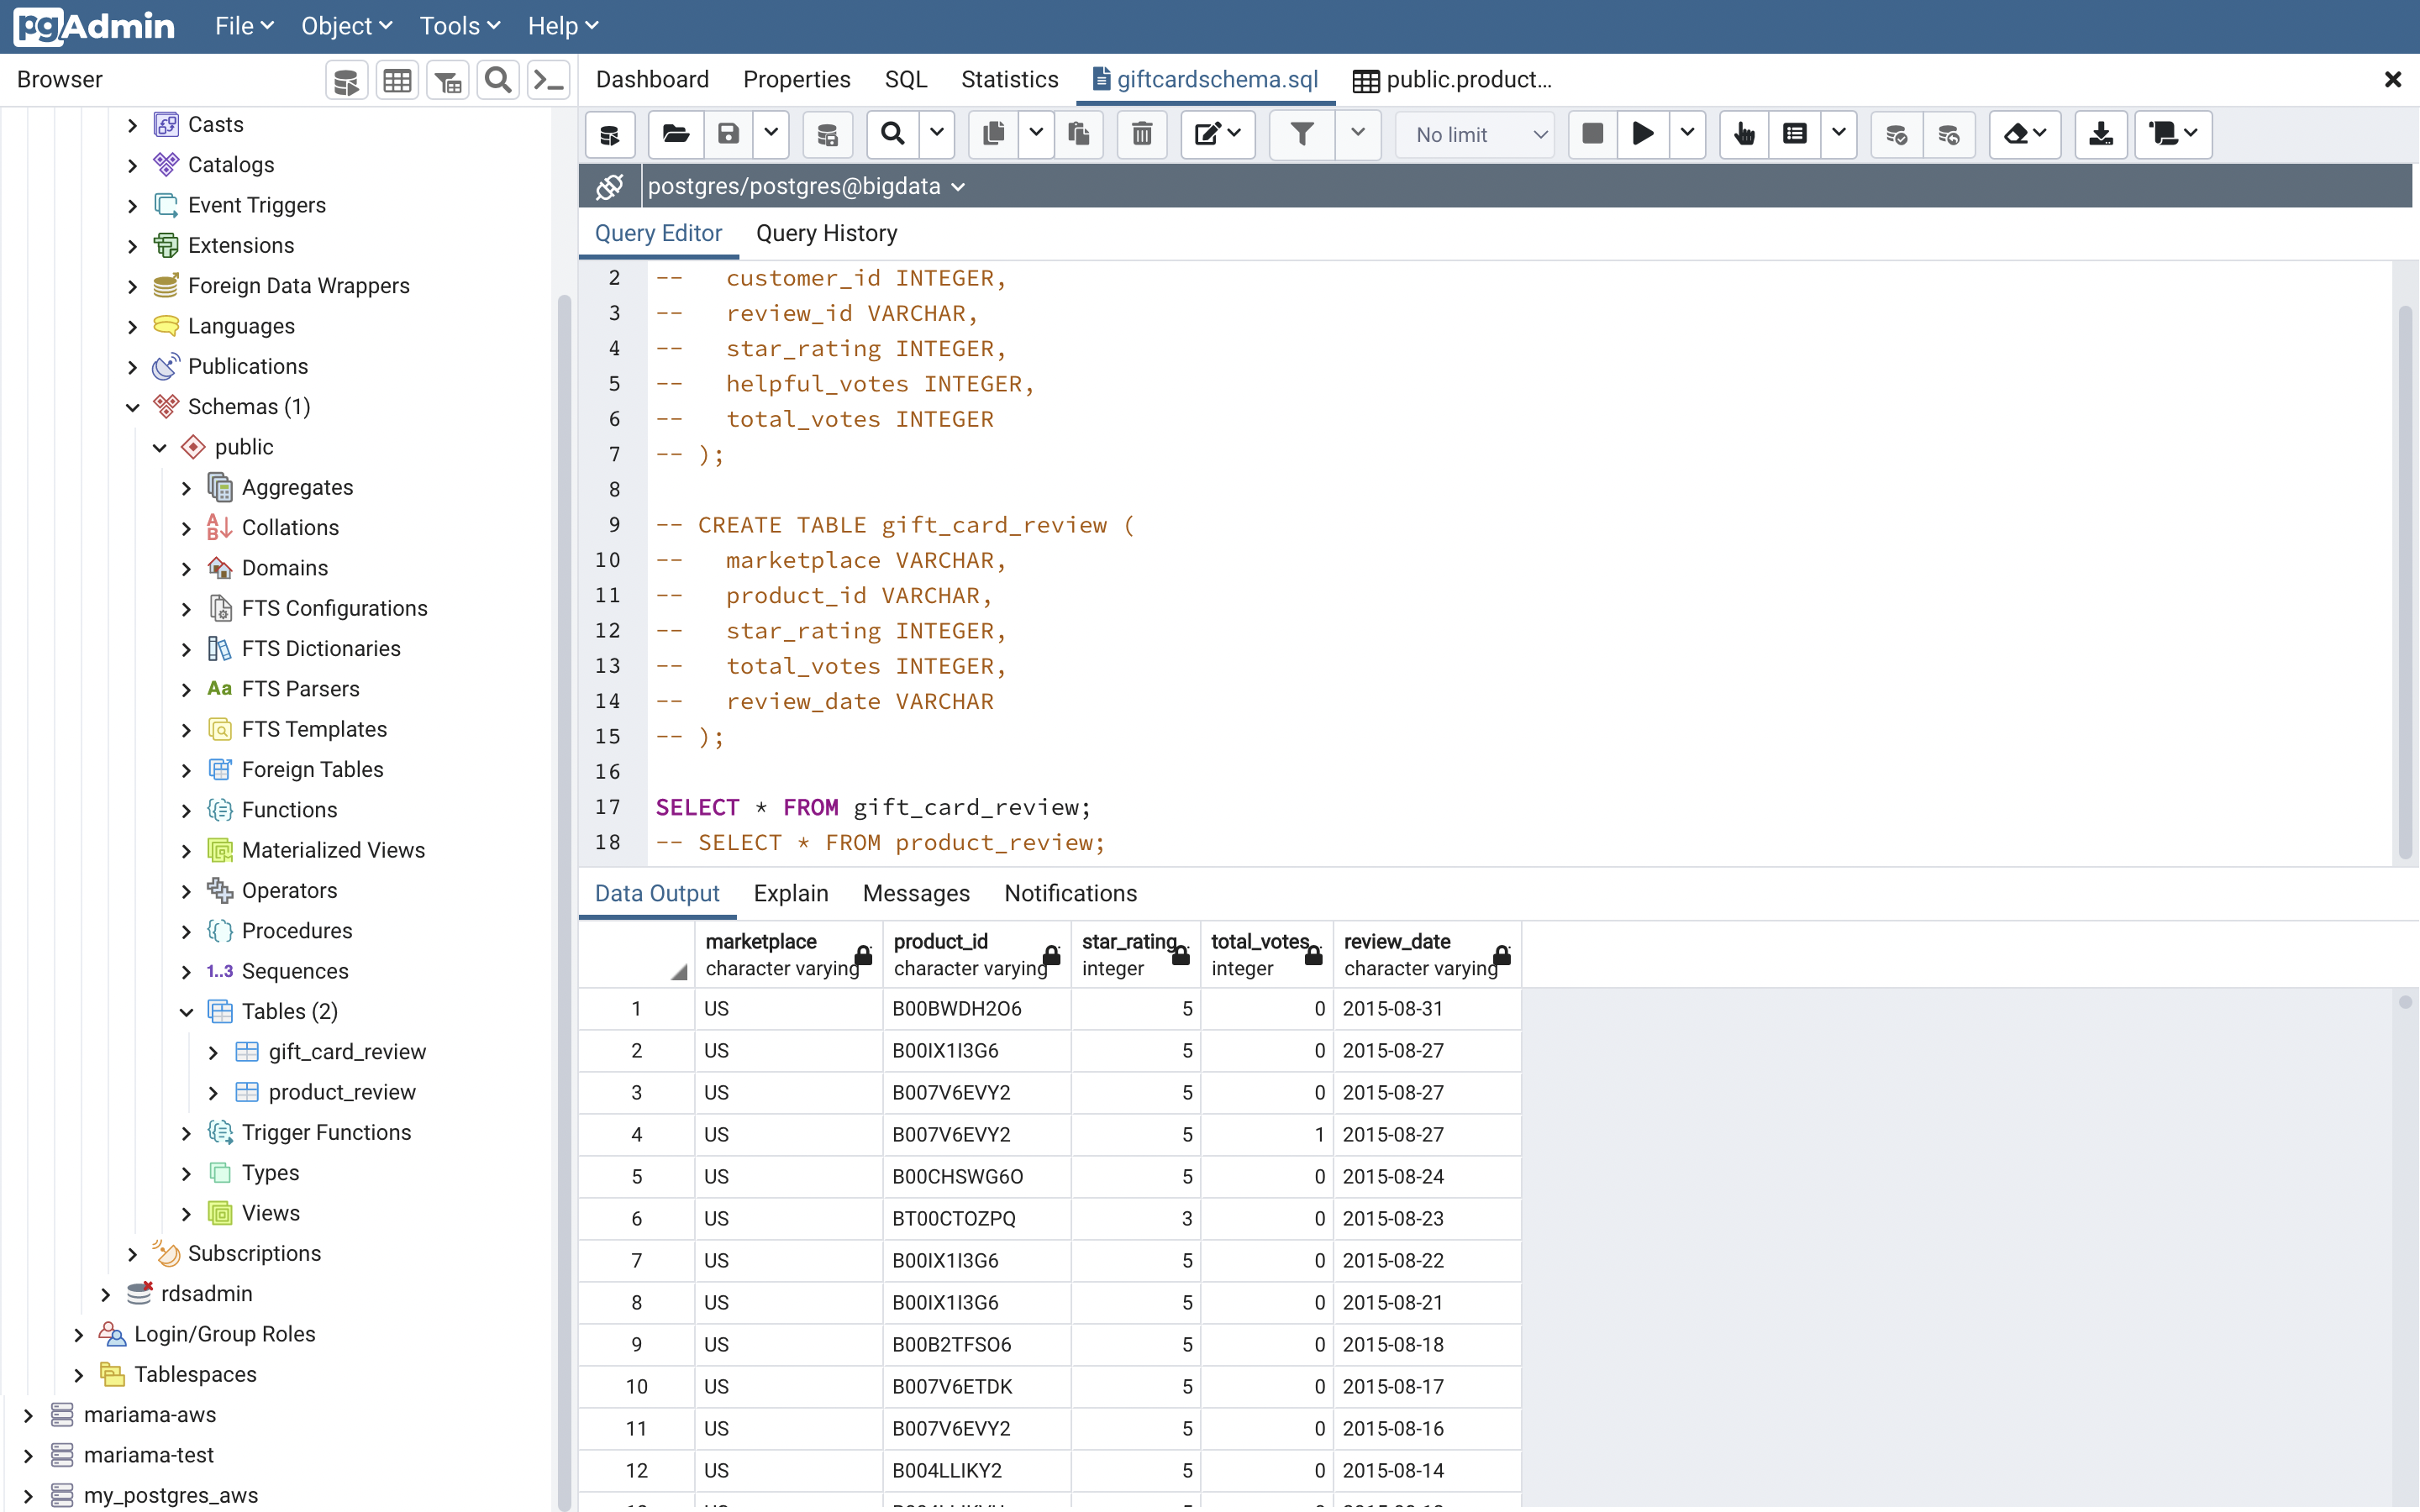 pgAdmin File Object Tools Help
Browser
Dashboard Properties SQL Statistics giftcardschema.sql public.product...
No limit
postgres/postgres@bigdata
Query Editor Query History
Casts
Catalogs
Event Triggers
Extensions
Foreign Data Wrappers
Languages
Publications
Schemas (1)
public
Aggregates
Collations
Domains
FTS Configurations
FTS Dictionaries
Aa FTS Parsers
FTS Templates
Foreign Tables
Functions
Materialized Views
Operators
Procedures
1..3 Sequences
Tables (2)
gift_card_review
product_review
Trigger Functions
Types
Views
Subscriptions
rdsadmin
Login/Group Roles
Tablespaces
mariama-aws
mariama-test
my_postgres_aws
2 -- customer_id INTEGER,
3 -- review_id VARCHAR,
4 -- star_rating INTEGER,
5 -- helpful_votes INTEGER,
6 -- total_votes INTEGER
7 -- );
8
9 -- CREATE TABLE gift_card_review (
10 -- marketplace VARCHAR,
11 -- product_id VARCHAR,
12 -- star_rating INTEGER,
13 -- total_votes INTEGER,
14 -- review_date VARCHAR
15 -- );
16
17 SELECT * FROM gift_card_review;
18 -- SELECT * FROM product_review;
Data Output Explain Messages Notifications
marketplace product_id star_rating total_votes review_date
character varying character varying integer integer character varying
1 US B00BWDH2O6 5 0 2015-08-31
2 US B00IX1I3G6 5 0 2015-08-27
3 US B007V6EVY2 5 0 2015-08-27
4 US B007V6EVY2 5 1 2015-08-27
5 US B00CHSWG6O 5 0 2015-08-24
6 US BT00CTOZPQ 3 0 2015-08-23
7 US B00IX1I3G6 5 0 2015-08-22
8 US B00IX1I3G6 5 0 2015-08-21
9 US B00B2TFSO6 5 0 2015-08-18
10 US B007V6ETDK 5 0 2015-08-17
11 US B007V6EVY2 5 0 2015-08-16
12 US B004LLIKY2 5 0 2015-08-14